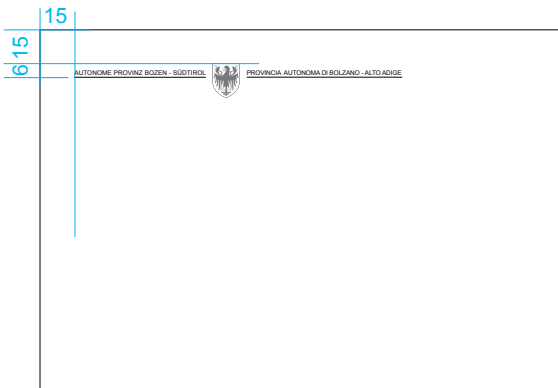 15
15
6
AUTONOME PROVINZ BOZEN - SÜDTIROL PROVINCIA AUTONOMA DI BOLZANO - ALTO ADIGE